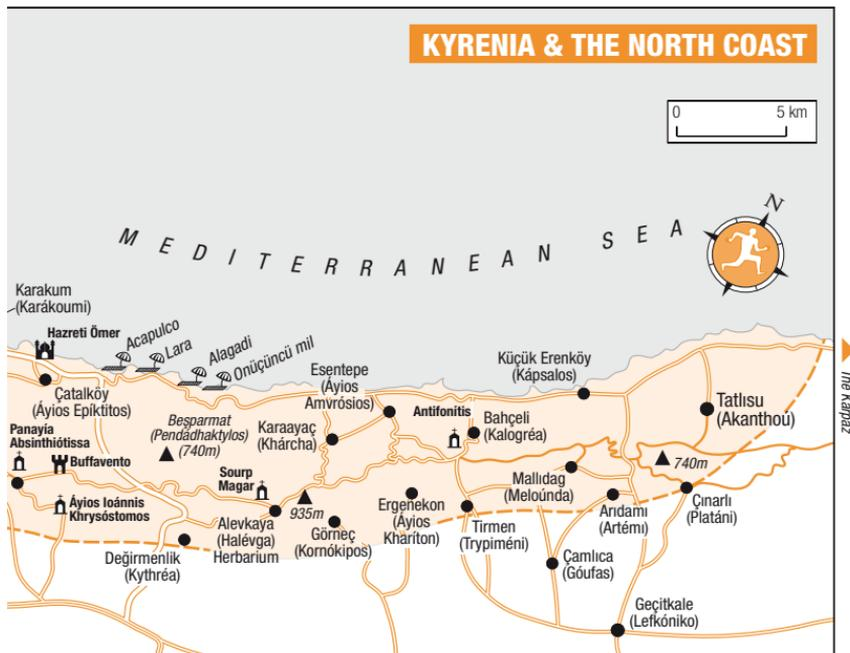 KYRENIA & THE NORTH COAST
0 5 km
N
MEDITERRANEAN SEA
Karakum
(Karákoumi)
Hazreti Ömer
Acapulco
Lara
Alagadi
Onüçüncü mil
Çatalköy
(Áyios Epíktitos)
Esentepe
(Áyios
Amvrósios)
Küçük Erenköy
(Kápsalos)
The Karpaz
Panayia
Absinthiótissa
Buffavento
Beşparmat
(Pendádhaktylos)
(740m)
Karaayaç
(Khárcha)
Antifonítis
Bahçeli
(Kalogréa)
Tatlısu
(Akanthoú)
Áyios Ioánnis
Khrysóstomos
Sourp
Magar
935m
Mallıdag
(Meloúnda)
740m
Değirmenlik
(Kythréa)
Alevkaya
(Halévga)
Herbarium
Görneç
(Kornókipos)
Ergenekon
(Áyios
Kharíton)
Tirmen
(Trypiméni)
Arıdamı
(Artémi)
Çınarlı
(Platáni)
Çamlıca
(Góufas)
Geçitkale
(Lefkóniko)